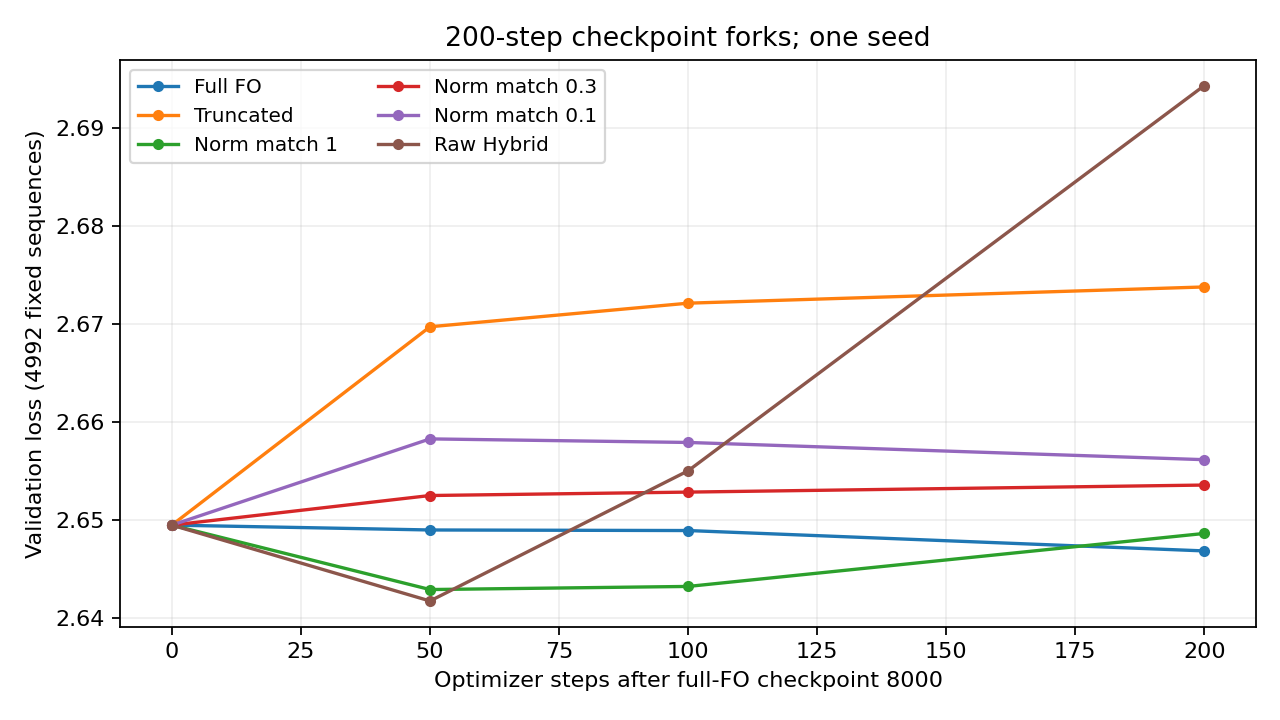 200-step checkpoint forks; one seed
Full FO
Truncated
Norm match 1
Norm match 0.3
Norm match 0.1
Raw Hybrid
Validation loss (4992 fixed sequences)
2.69
2.68
2.67
2.66
2.65
2.64
0 25 50 75 100 125 150 175 200
Optimizer steps after full-FO checkpoint 8000